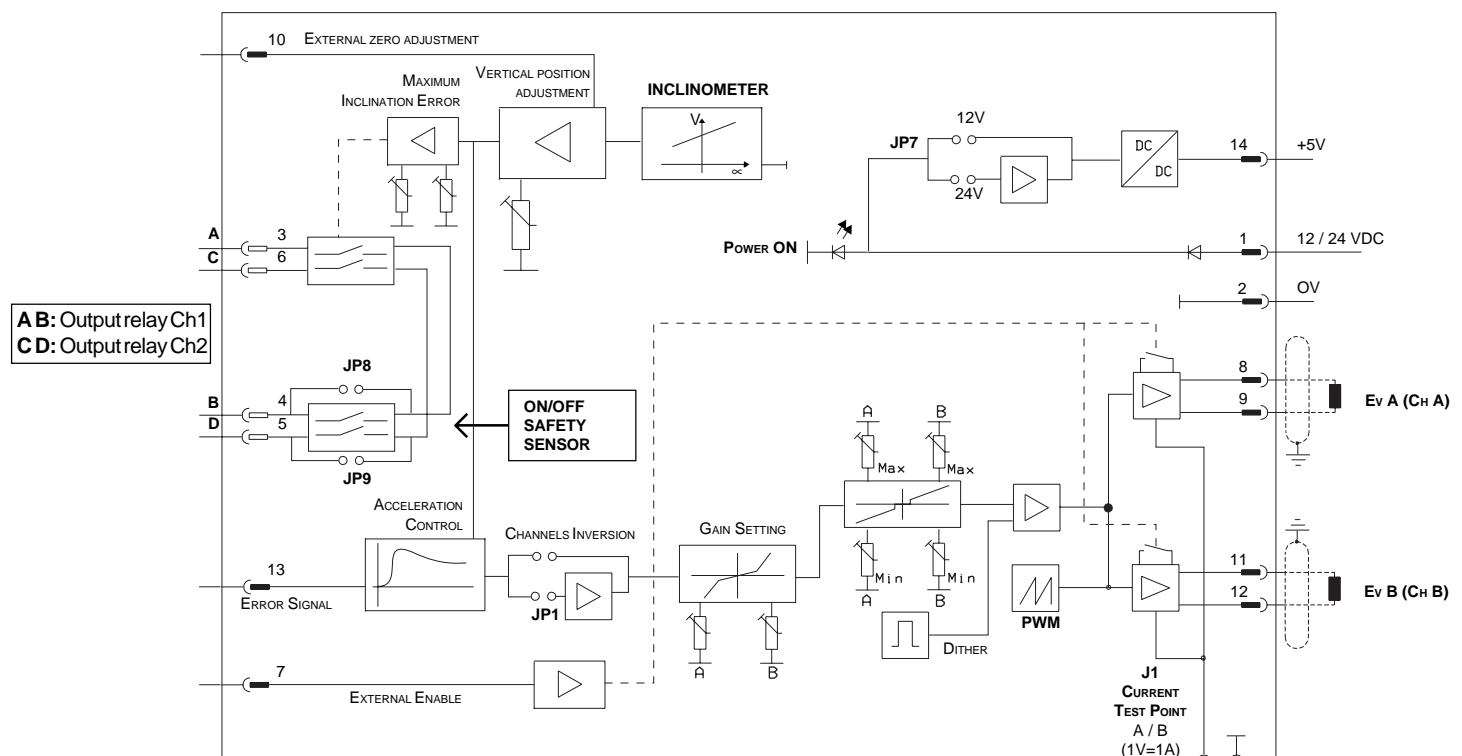 10 EXTERNAL ZERO ADJUSTMENT
MAXIMUM
INCLINATION ERROR
VERTICAL POSITION
ADJUSTMENT
INCLINOMETER
V
∝
JP7
12V
24V
DC
DC
14
+5V
POWER ON
1
12 / 24 VDC
2
OV
A
3
C
6
A B: Output relay Ch1
C D: Output relay Ch2
JP8
B
4
D
5
JP9
ON/OFF
SAFETY
SENSOR
8
9
EV A (CH A)
A
B
Max
Max
Min
Min
A
B
ACCELERATION
CONTROL
CHANNELS INVERSION
GAIN SETTING
13
ERROR SIGNAL
JP1
A
B
PWM
DITHER
11
12
EV B (CH B)
7
EXTERNAL ENABLE
J1
CURRENT
TEST POINT
A / B
(1V=1A)